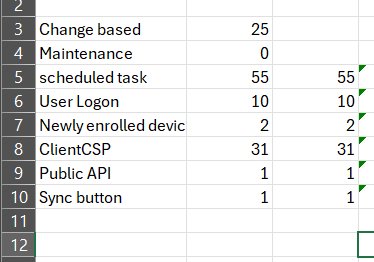 2
3 Change based 25
4 Maintenance 0
5 scheduled task 55 55
6 User Logon 10 10
7 Newly enrolled devic 2 2
8 ClientCSP 31 31
9 Public API 1 1
10 Sync button 1 1
11
12